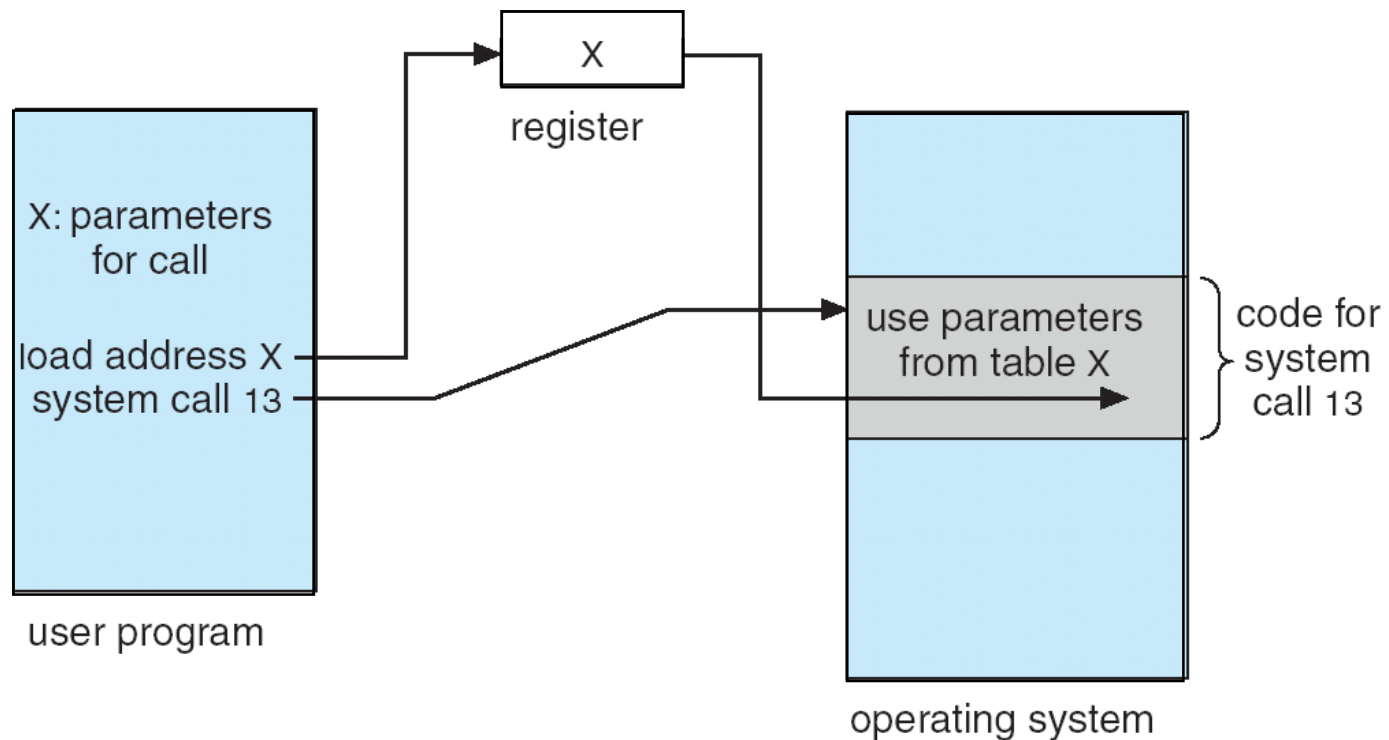 X
register
X: parameters
for call
load address X
system call 13
user program
use parameters
from table X
code for
system
call 13
operating system